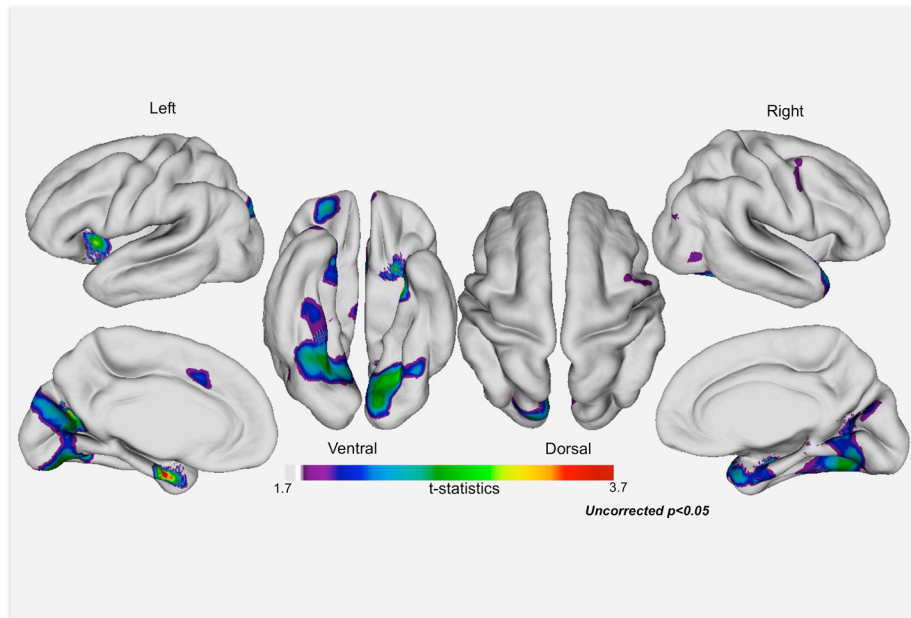 Left
Right
Ventral
Dorsal
1.7
t-statistics
3.7
Uncorrected p<0.05